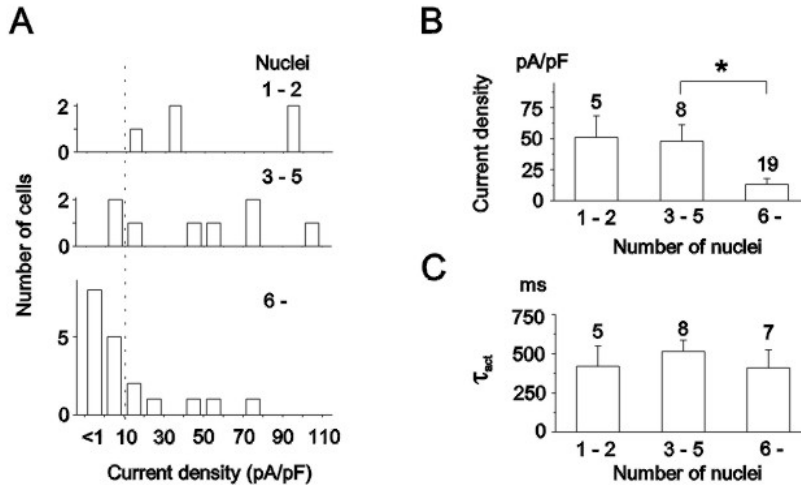 A
Nuclei
1 - 2
2
0
3 - 5
2
0
Number of cells
6 -
5
0
<1 10 30 50 70 90 110
Current density (pA/pF)
B
pA/pF
*
Current density
75
50
25
0
5
8
19
1 - 2 3 - 5 6 -
Number of nuclei
C
ms
τact
750
500
250
0
5
8
7
1 - 2 3 - 5 6 -
Number of nuclei